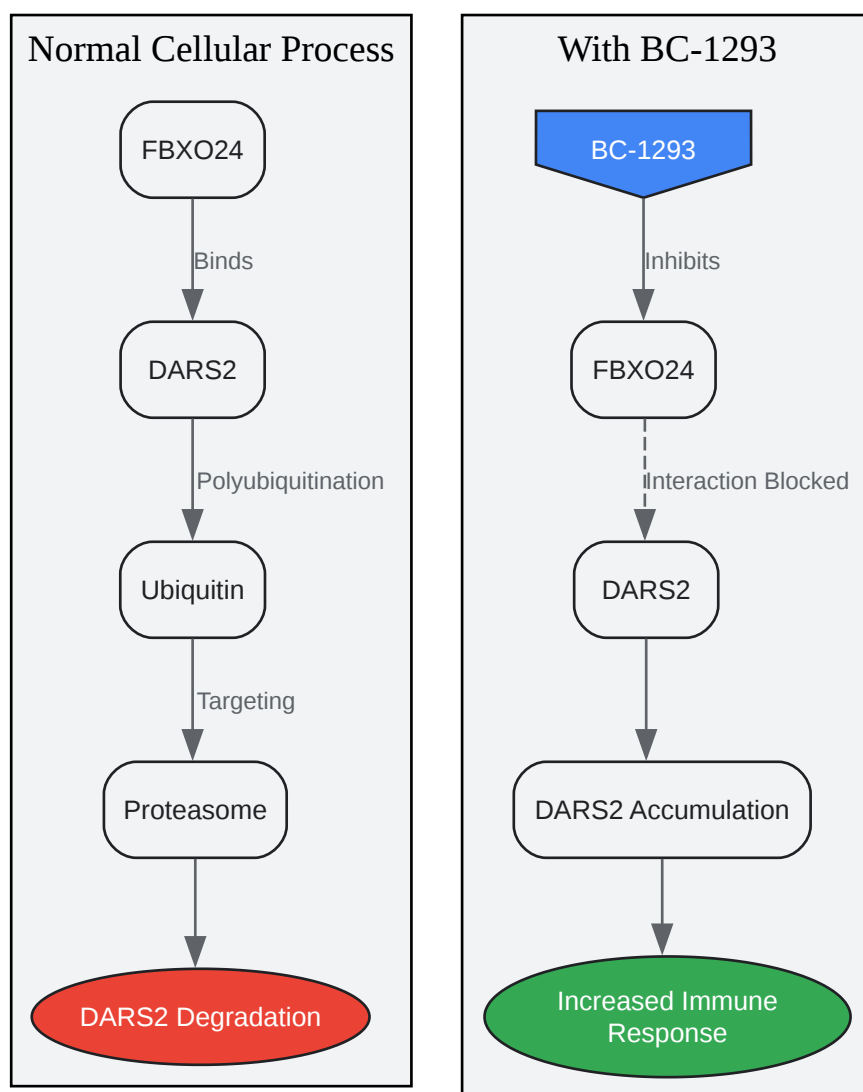 Normal Cellular Process
FBXO24
Binds
DARS2
Polyubiquitination
Ubiquitin
Targeting
Proteasome
DARS2 Degradation
With BC-1293
BC-1293
Inhibits
FBXO24
Interaction Blocked
DARS2
DARS2 Accumulation
Increased Immune
Response